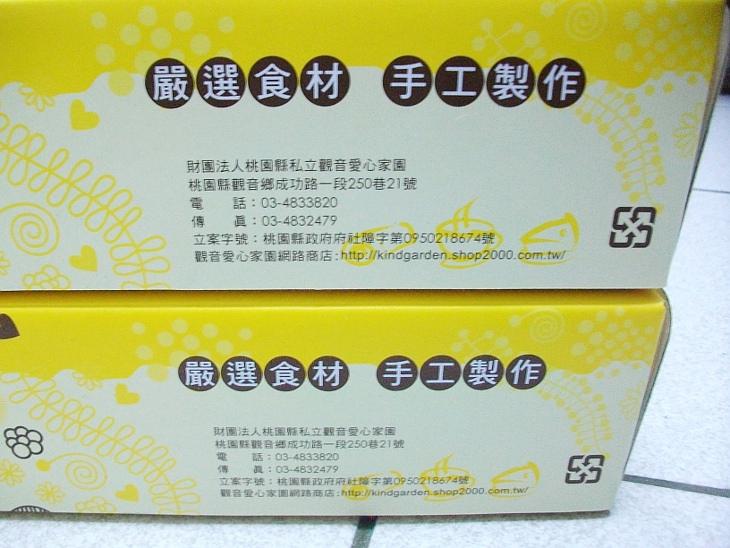 嚴選食材 手工製作
財團法人桃園縣私立觀音愛心家園
桃園縣觀音鄉成功路一段250巷21號
電 話:03-4833820
傳 眞:03-4832479
立案字號:桃園縣政府府社障字第0950218674號
觀音愛心家園網路商店:http://kindgarden.shop2000.com.tw/
嚴選食材 手工製作
財團法人桃園縣私立觀音愛心家園
桃園縣觀音鄉成功路一段250巷21號
電 話:03-4833820
傳 眞:03-4832479
立案字號:桃園縣政府府社障字第0950218674號
觀音愛心家園網路商店:http://kindgarden.shop2000.com.tw/